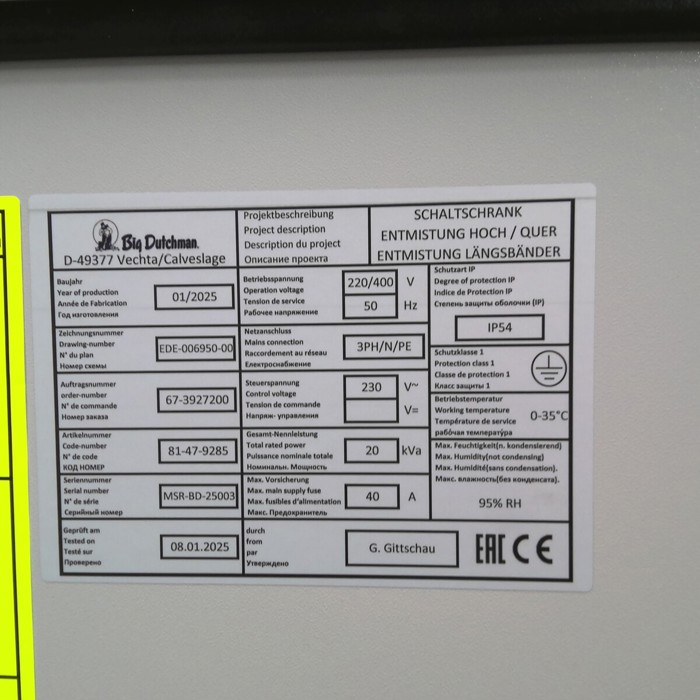 Big Dutchman.
D-49377 Vechta/Calveslage
Projektbeschreibung
Project description
Description du project
Описание проекта
SCHALTSCHRANK
ENTMISTUNG HOCH / QUER
ENTMISTUNG LÄNGSBÄNDER
Baujahr
Year of production
Année de Fabrication
Год изготовления
01/2025
Betriebsspannung
Operation voltage
Tension de service
Рабочее напряжение
220/400 V
50 Hz
Schutzart IP
Degree of protection IP
Indice de Protection IP
Степень защиты оболочки (IP)
IP54
Zeichnungsnummer
Drawing-number
N° du plan
Номер схемы
EDE-006950-00
Netzanschluss
Mains connection
Raccordement au réseau
Електроснабжение
3PH/N/PE
Schutzklasse 1
Protection class 1
Classe de protection 1
Класс защиты 1
Auftragsnummer
order-number
N° de commande
Номер заказа
67-3927200
Steuerspannung
Control voltage
Tension de commande
Напряж- управления
230 V~
V=
Betriebstemperatur
Working temperature
Température de service
рабочая температура
0-35°C
Artikelnummer
Code-number
N° de code
КОД НОМЕР
81-47-9285
Gesamt-Nennleistung
Total rated power
Puissance nominale totale
Номинальн. Мощность
20 kVa
Max. Feuchtigkeit(n. kondensierend)
Max. Humidity(not condensing)
Max. Humidité(sans condensation).
Макс. влажность(без конденсата).
95% RH
Seriennummer
Serial number
N° de série
Серийный номер
MSR-BD-25003
Max. Vorsicherung
Max. main supply fuse
Max. fusibles d'alimentation
Макс. Предохранитель
40 A
Geprüft am
Tested on
Testé sur
Проверено
08.01.2025
durch
from
par
Утверждено
G. Gittschau
EAC CE